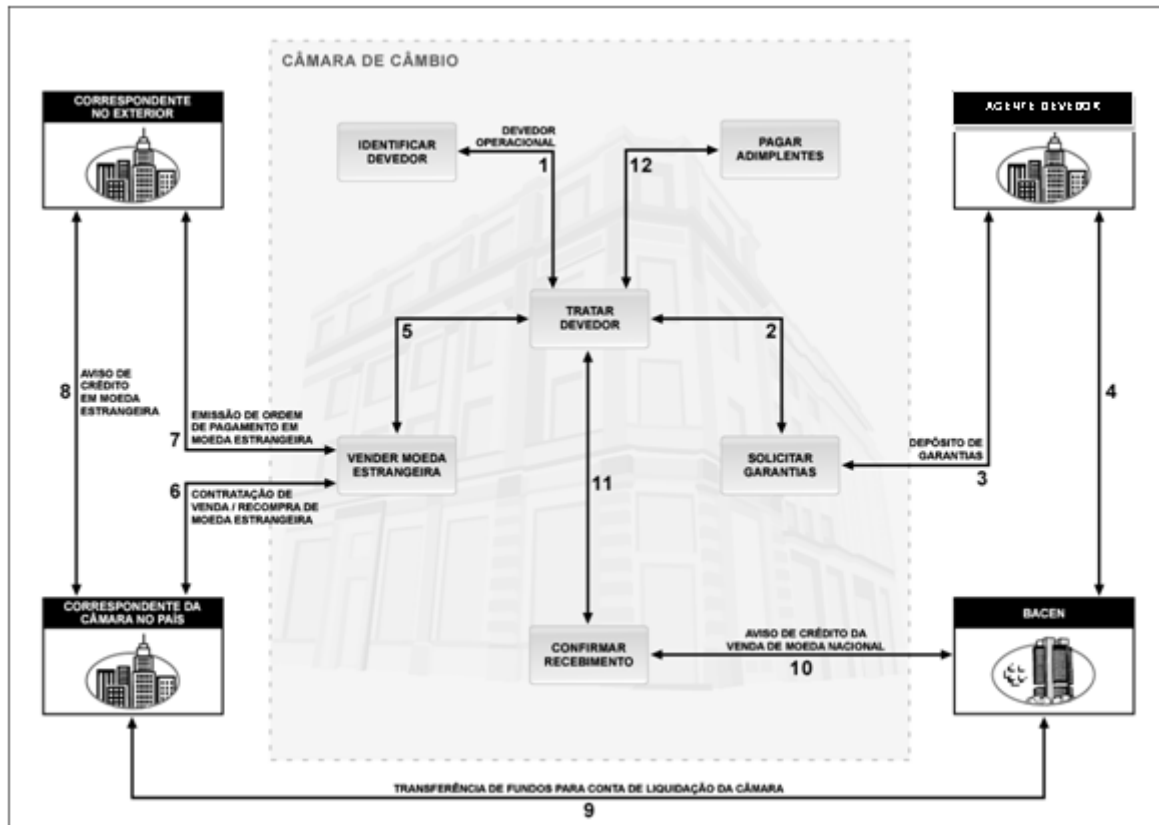 CÂMARA DE CÂMBIO
CORRESPONDENTE
NO EXTERIOR
AGENTE DEVEDOR
IDENTIFICAR
DEVEDOR
DEVEDOR
OPERACIONAL
1
12
PAGAR
ADIMPLENTES
TRATAR
DEVEDOR
5
2
8
AVISO DE
CRÉDITO
EM MOEDA
ESTRANGEIRA
4
7
EMISSÃO DE ORDEM
DE PAGAMENTO EM
MOEDA ESTRANGEIRA
VENDER MOEDA
ESTRANGEIRA
SOLICITAR
GARANTIAS
DEPÓSITO DE
GARANTIAS
3
6
CONTRATAÇÃO DE
VENDA / RECOMPRA DE
MOEDA ESTRANGEIRA
11
CORRESPONDENTE DA
CÂMARA NO PAÍS
CONFIRMAR
RECEBIMENTO
AVISO DE CRÉDITO DA
VENDA DE MOEDA NACIONAL
10
BACEN
TRANSFERÊNCIA DE FUNDOS PARA CONTA DE LIQUIDAÇÃO DA CÂMARA
9